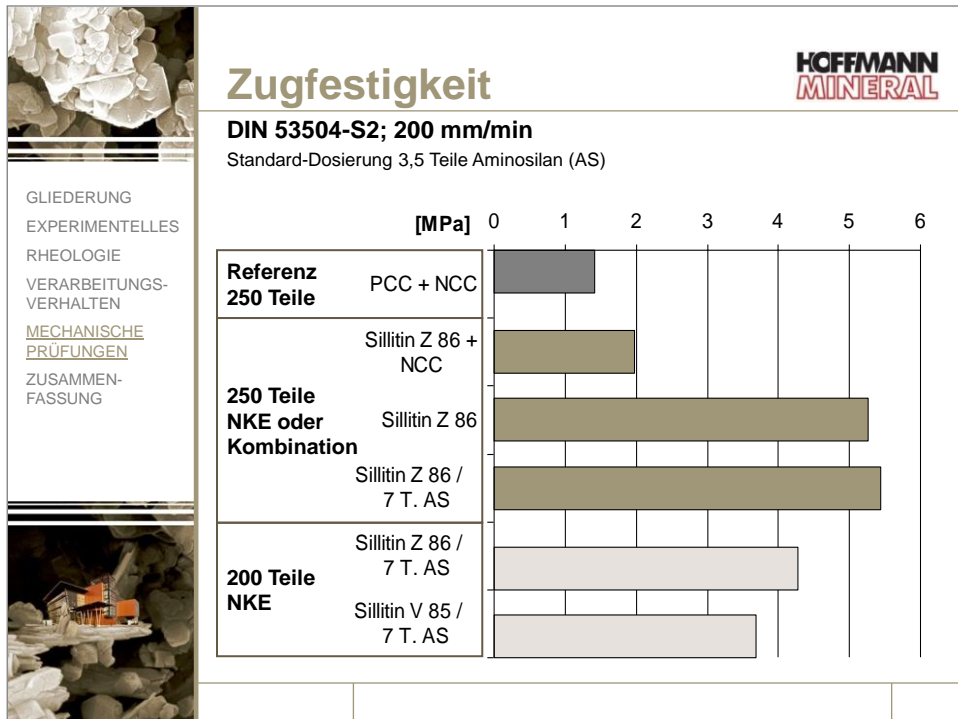 Zugfestigkeit
HOFFMANN
MINERAL
DIN 53504-S2; 200 mm/min
Standard-Dosierung 3,5 Teile Aminosilan (AS)
GLIEDERUNG
EXPERIMENTELLES
RHEOLOGIE
VERARBEITUNGS-
VERHALTEN
MECHANISCHE
PRÜFUNGEN
ZUSAMMEN-
FASSUNG
[MPa] 0 1 2 3 4 5 6
Referenz
250 Teile
PCC + NCC
250 Teile
NKE oder
Kombination
Sillitin Z 86 +
NCC
Sillitin Z 86
Sillitin Z 86 /
7 T. AS
200 Teile
NKE
Sillitin Z 86 /
7 T. AS
Sillitin V 85 /
7 T. AS